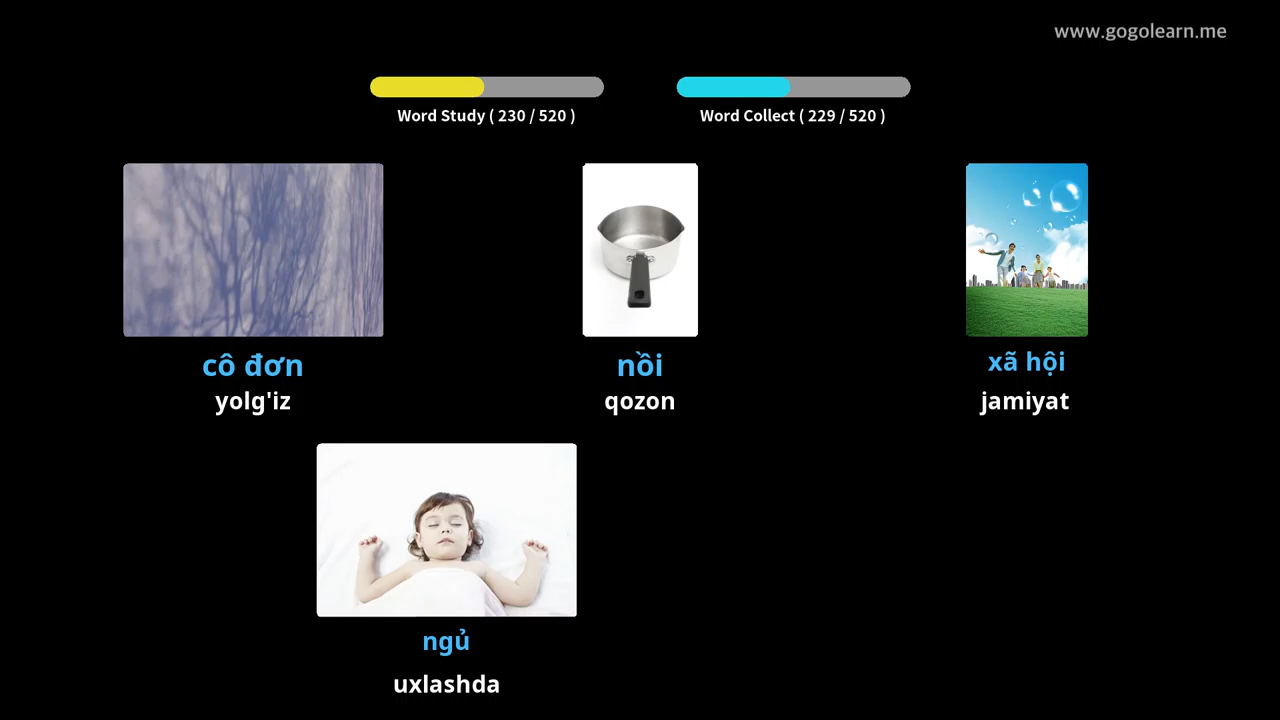 www.gogolearn.me
Word Study ( 230 / 520 )
Word Collect ( 229 / 520 )
cô đơn
yolg'iz
nồi
qozon
xã hội
jamiyat
ngủ
uxlashda